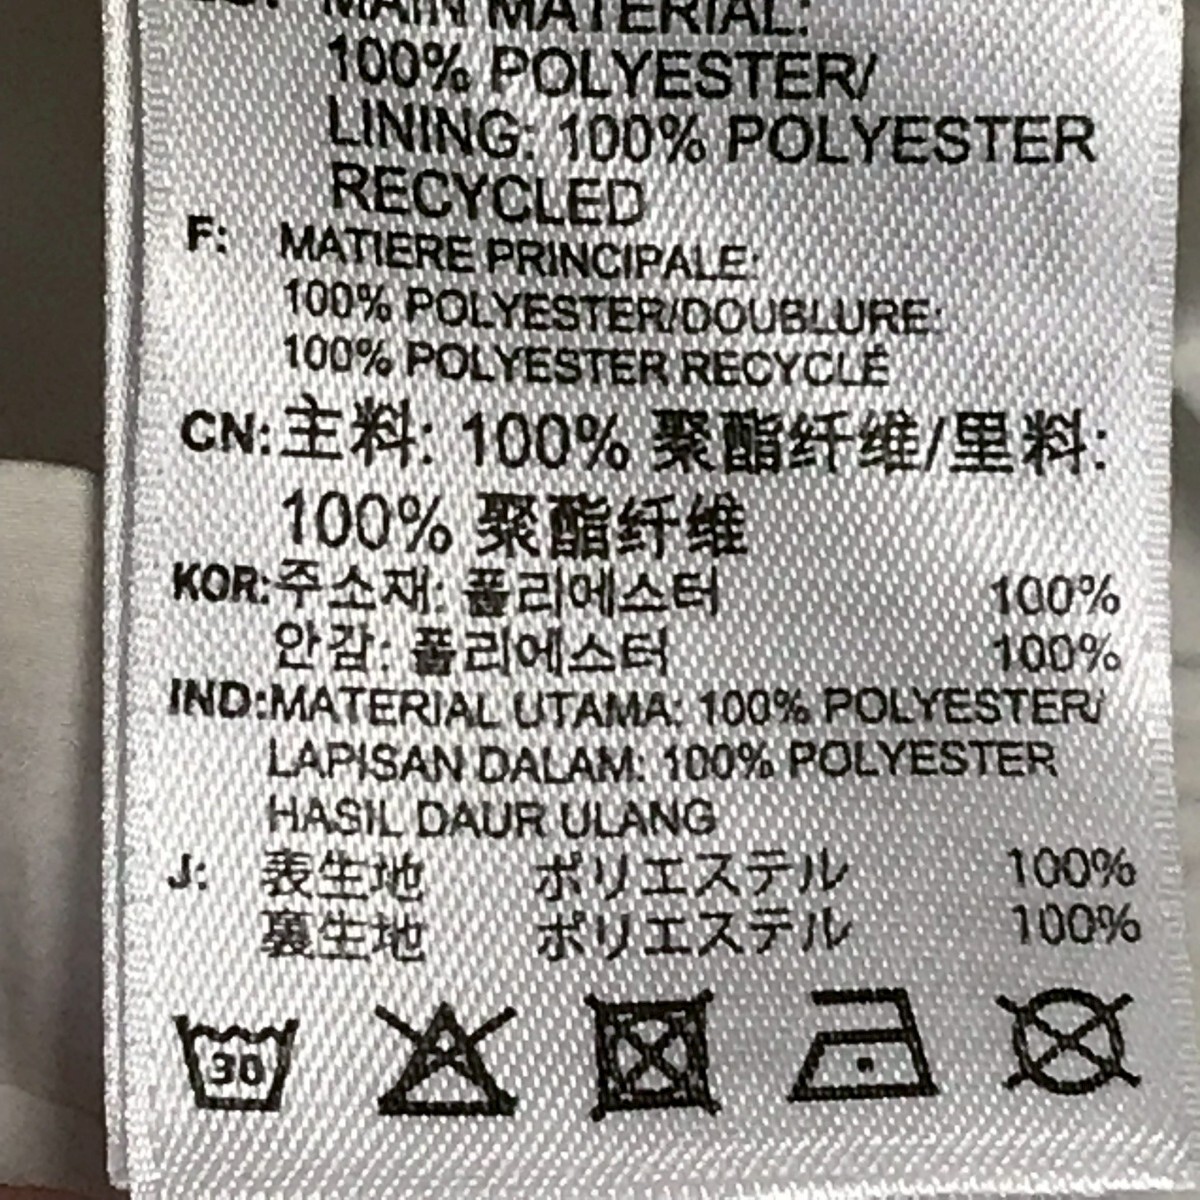 MAIN MATERIAL:
100% POLYESTER/
LINING: 100% POLYESTER
RECYCLED
F: MATIERE PRINCIPALE:
100% POLYESTER/DOUBLURE:
100% POLYESTER RECYCLÉ
CN: 主料: 100% 聚酯纤维/里料:
100% 聚酯纤维
KOR: 주소재: 폴리에스터 100%
안감: 폴리에스터 100%
IND: MATERIAL UTAMA: 100% POLYESTER/
LAPISAN DALAM: 100% POLYESTER
HASIL DAUR ULANG
J: 表生地 ポリエステル 100%
裏生地 ポリエステル 100%
30